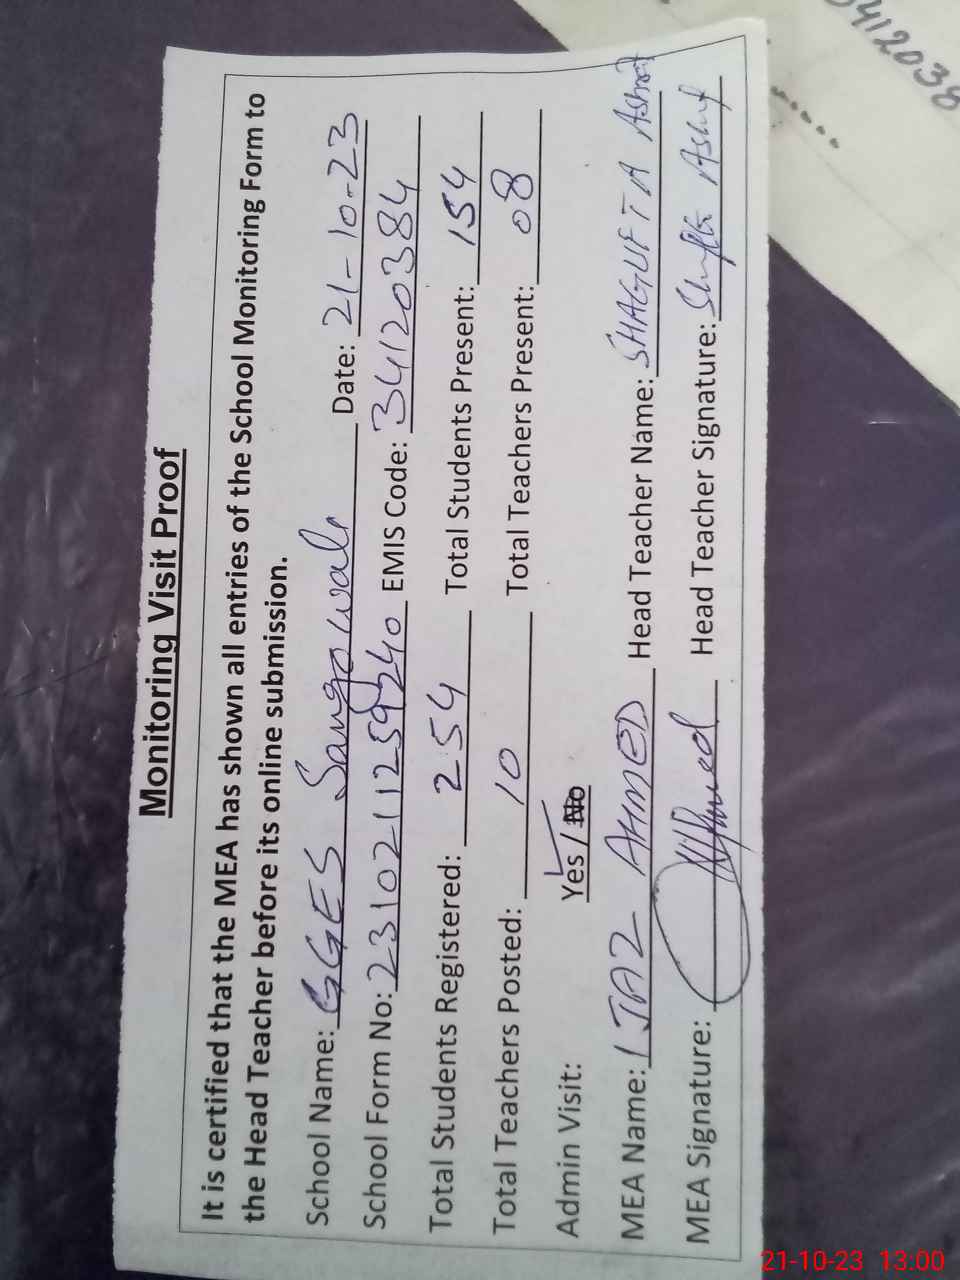 Monitoring Visit Proof
It is certified that the MEA has shown all entries of the School Monitoring Form to
the Head Teacher before its online submission.
School Name: GGES Sangowali Date: 21-10-23
School Form No: 2310211259240 EMIS Code: 34120384
Total Students Registered: 254 Total Students Present: 154
Total Teachers Posted: 10 Total Teachers Present: 08
Admin Visit: Yes / No
MEA Name: IJAZ AHMED Head Teacher Name: SHAGUFTA Ashraf
MEA Signature: Head Teacher Signature: Ashraf
3412038
21-10-23 13:00